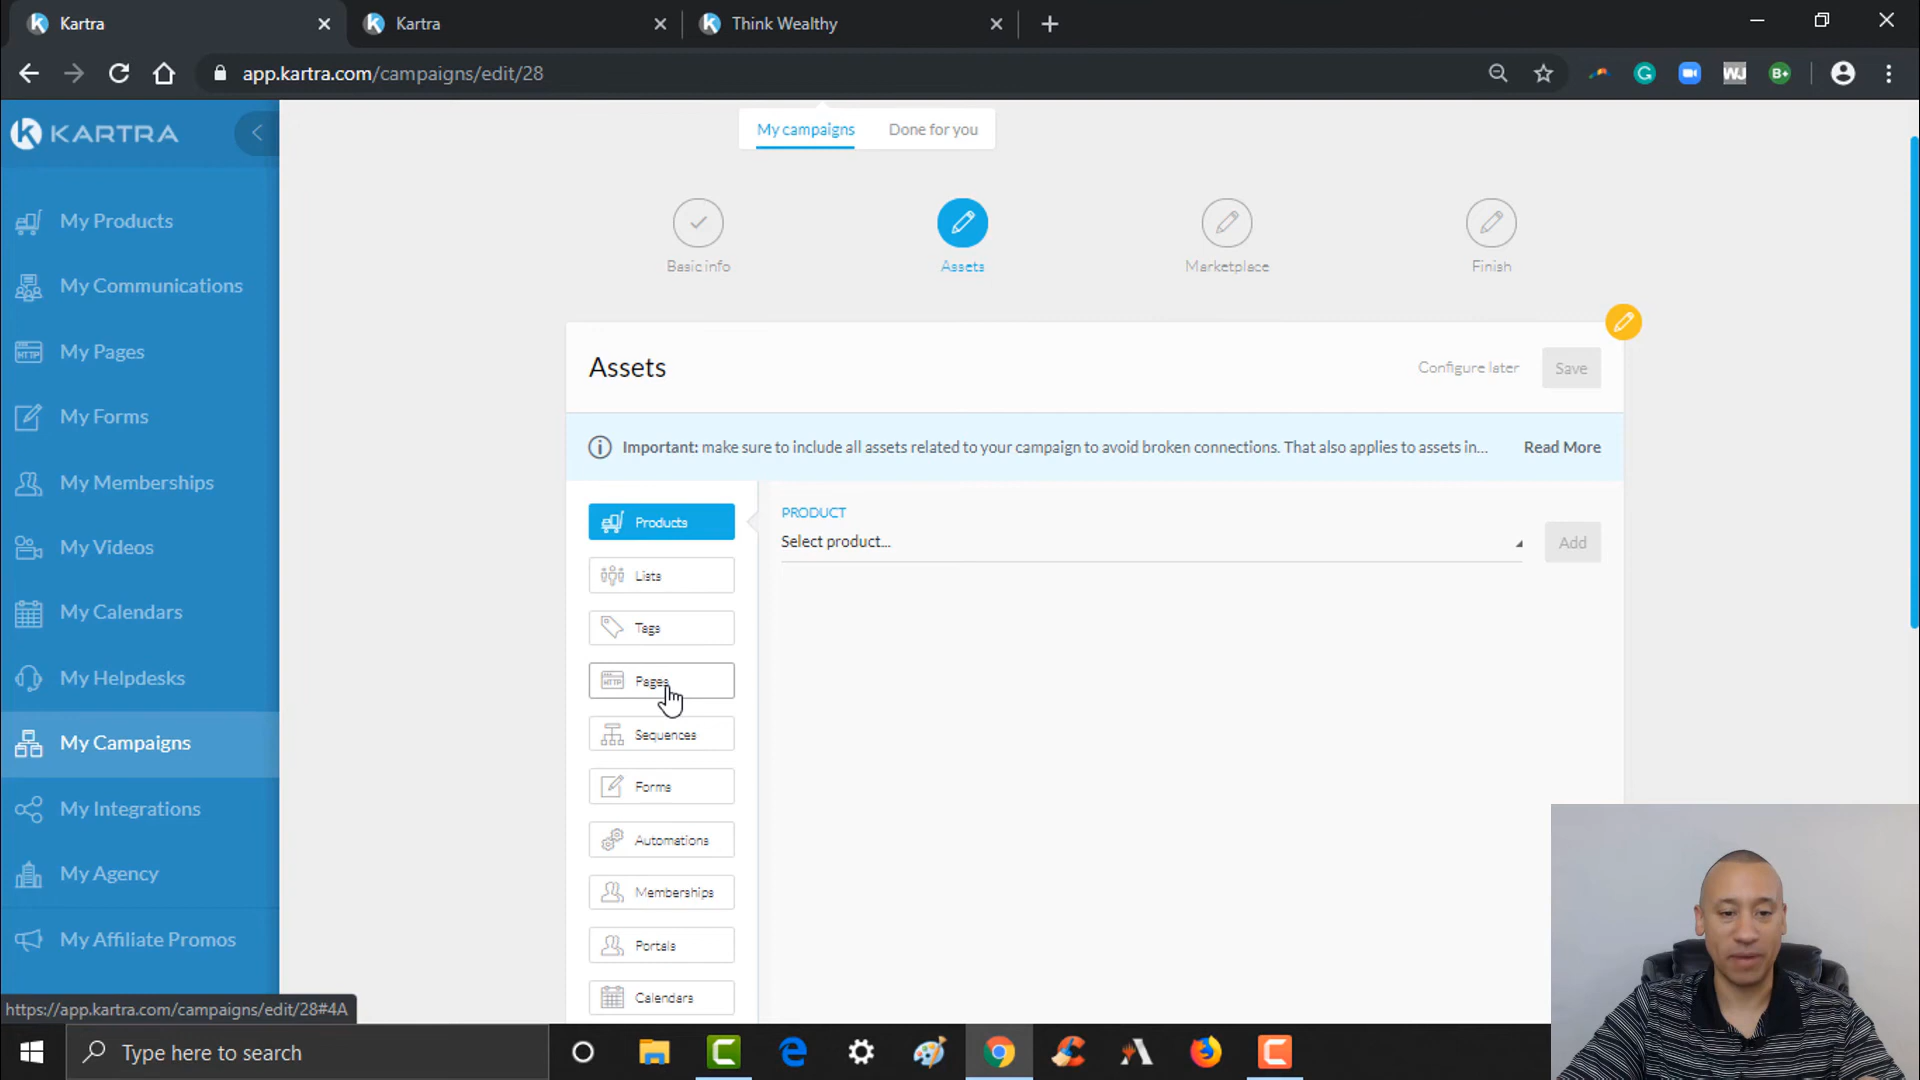 Kartra
Kartra
Think Wealthy
app.kartra.com/campaigns/edit/28
WJ
B+
KARTRA
My campaigns
Done for you
My Products
My Communications
My Pages
My Forms
My Memberships
My Videos
My Calendars
My Helpdesks
My Campaigns
My Integrations
My Agency
My Affiliate Promos
Basic info
Assets
Marketplace
Finish
Assets
Configure later
Save
Important: make sure to include all assets related to your campaign to avoid broken connections. That also applies to assets in...
Read More
Products
Lists
Tags
HTTP
Pages
Sequences
Forms
Automations
Memberships
Portals
Calendars
PRODUCT
Select product...
Add
https://app.kartra.com/campaigns/edit/28#4A
Type here to search